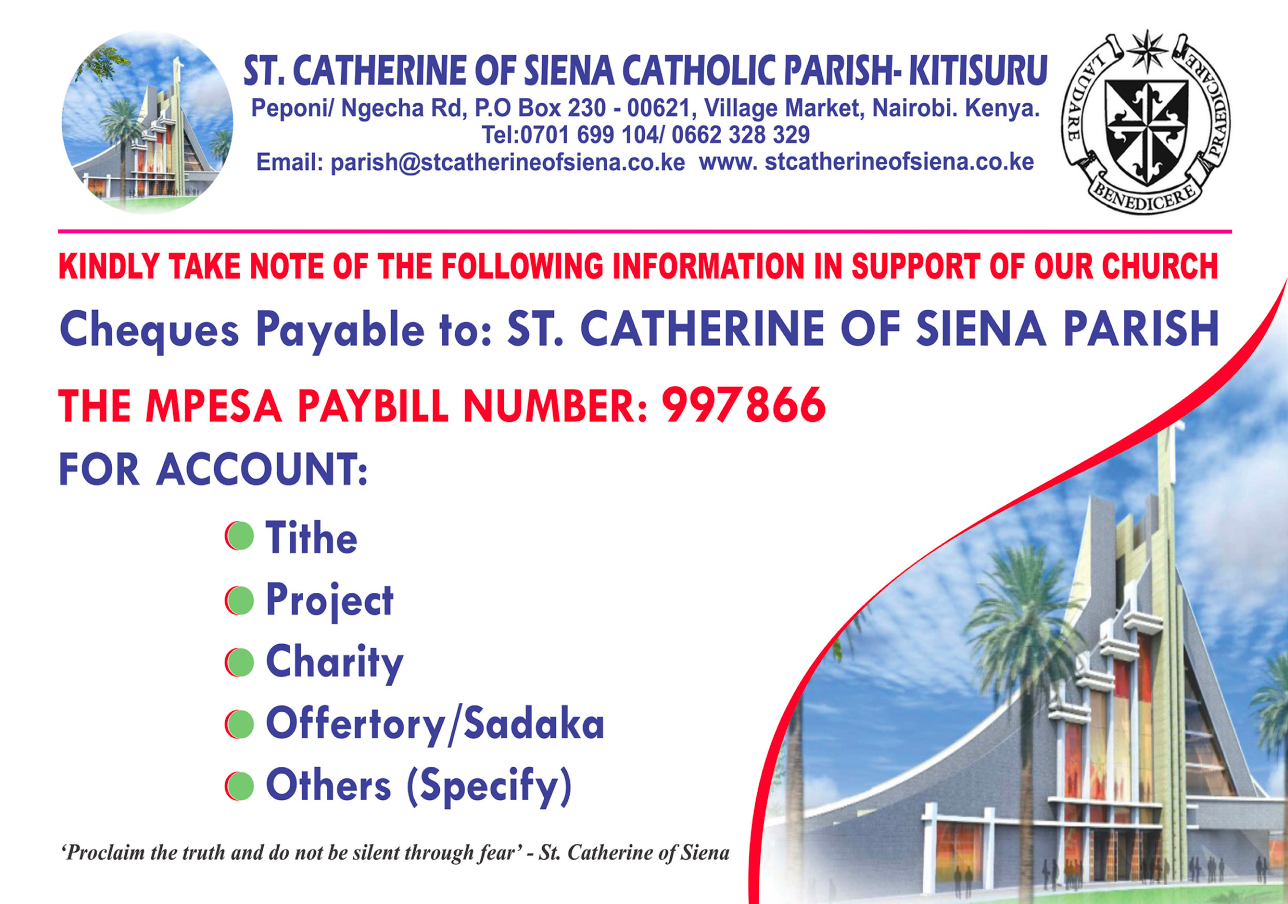 ST. CATHERINE OF SIENA CATHOLIC PARISH- KITISURU
Peponi/ Ngecha Rd, P.O Box 230 - 00621, Village Market, Nairobi. Kenya.
Tel:0701 699 104/ 0662 328 329
Email: parish@stcatherineofsiena.co.ke www. stcatherineofsiena.co.ke
LAUDARE
BENEDICERE
PRAEDICARE
KINDLY TAKE NOTE OF THE FOLLOWING INFORMATION IN SUPPORT OF OUR CHURCH
Cheques Payable to: ST. CATHERINE OF SIENA PARISH
THE MPESA PAYBILL NUMBER: 997866
FOR ACCOUNT:
Tithe
Project
Charity
Offertory/Sadaka
Others (Specify)
‘Proclaim the truth and do not be silent through fear’ - St. Catherine of Siena